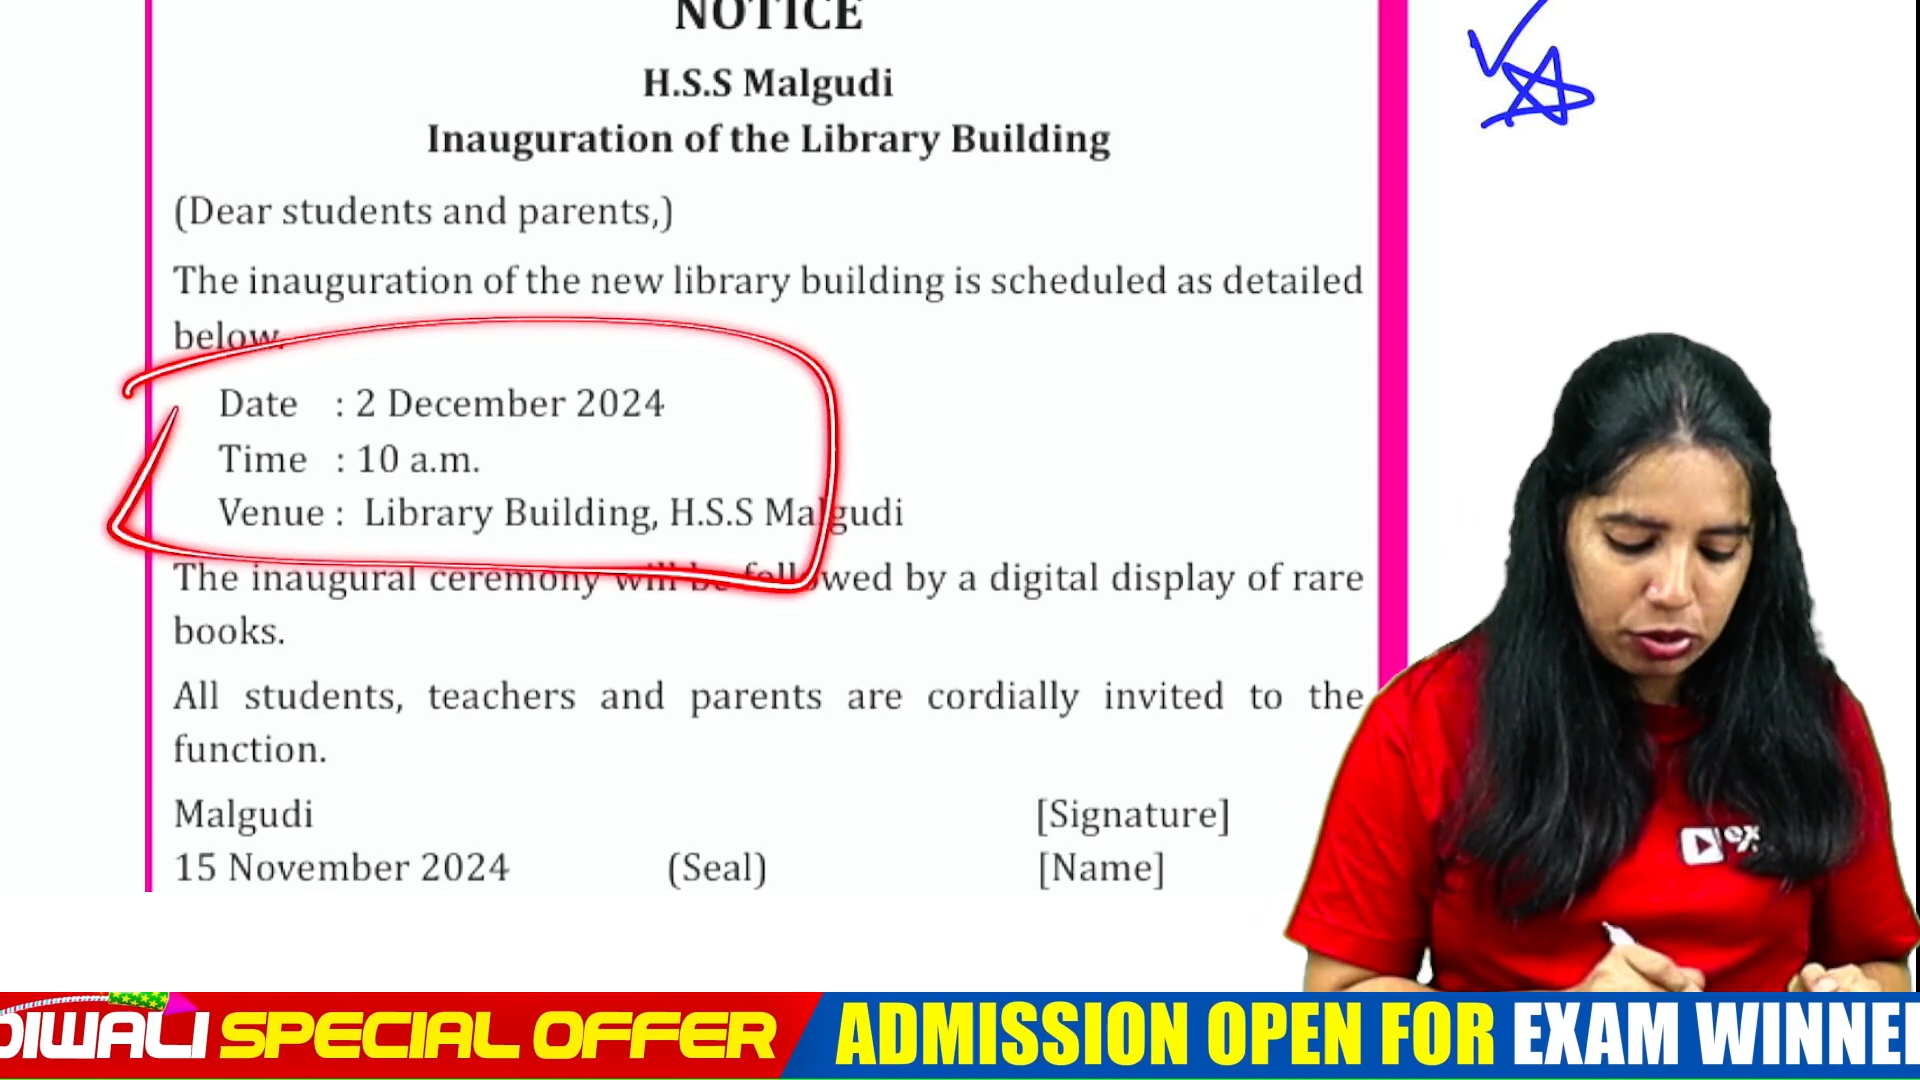 NOTICE
H.S.S Malgudi
Inauguration of the Library Building
(Dear students and parents,)
The inauguration of the new library building is scheduled as detailed
below.
Date : 2 December 2024
Time : 10 a.m.
Venue : Library Building, H.S.S Malgudi
The inaugural ceremony will be followed by a digital display of rare
books.
All students, teachers and parents are cordially invited to the
function.
Malgudi [Signature]
15 November 2024 (Seal) [Name]
DIWALI SPECIAL OFFER ADMISSION OPEN FOR EXAM WINNE